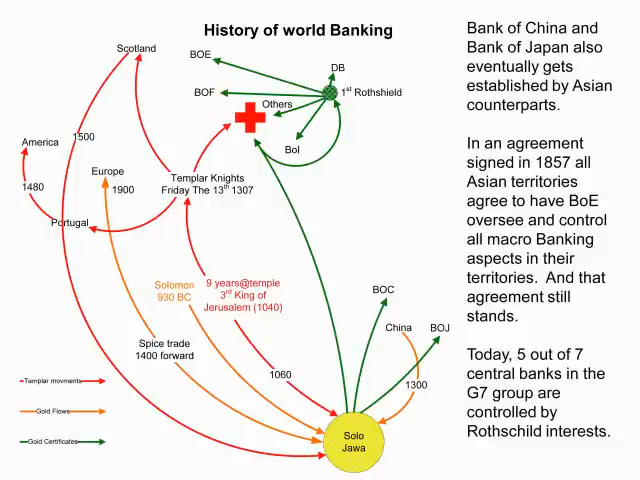 History of world Banking
Scotland
BOE
DB
BOF
1st Rothshield
Others
BoI
America
1500
Europe
1900
1480
Portugal
Templar Knights
Friday The 13th 1307
Solomon
930 BC
9 years@temple
3rd King of
Jerusalem (1040)
BOC
China
BOJ
Spice trade
1400 forward
1060
1300
Templar movments
Gold Flows
Gold Certificates
Solo
Jawa
Bank of China and
Bank of Japan also
eventually gets
established by Asian
counterparts.
In an agreement
signed in 1857 all
Asian territories
agree to have BoE
oversee and control
all macro Banking
aspects in their
territories.  And that
agreement still
stands.
Today, 5 out of 7
central banks in the
G7 group are
controlled by
Rothschild interests.